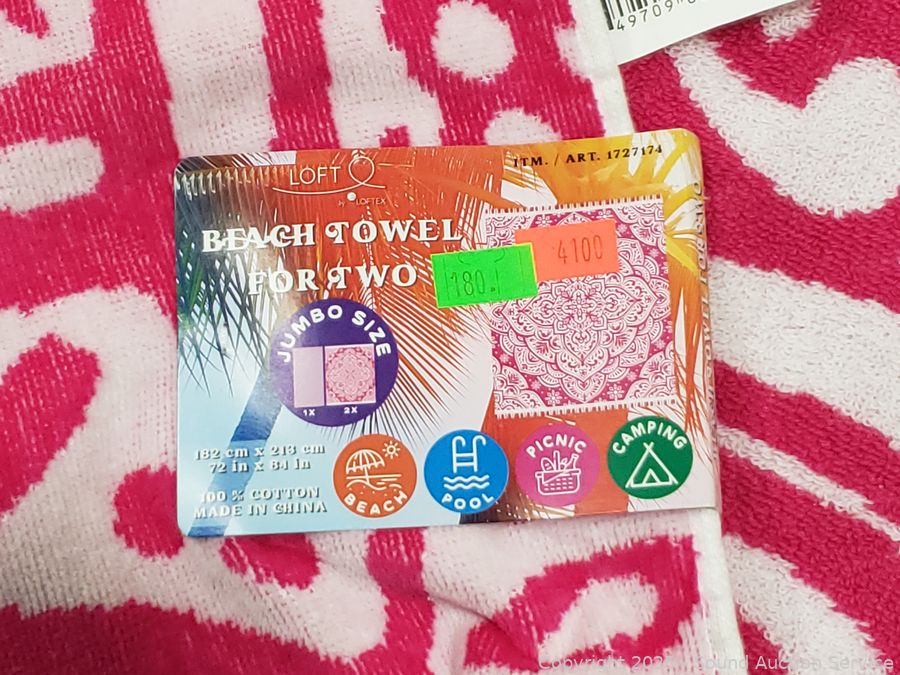 49709
ITM. / ART. 1727174
LOFT
by LOFTEX
BEACH TOWEL
FOR TWO
180
4100
JUMBO SIZE
1X 2X
182 cm x 213 cm
72 in x 84 in
100 % COTTON
MADE IN CHINA
BEACH
POOL
PICNIC
CAMPING
Sound Auction Service